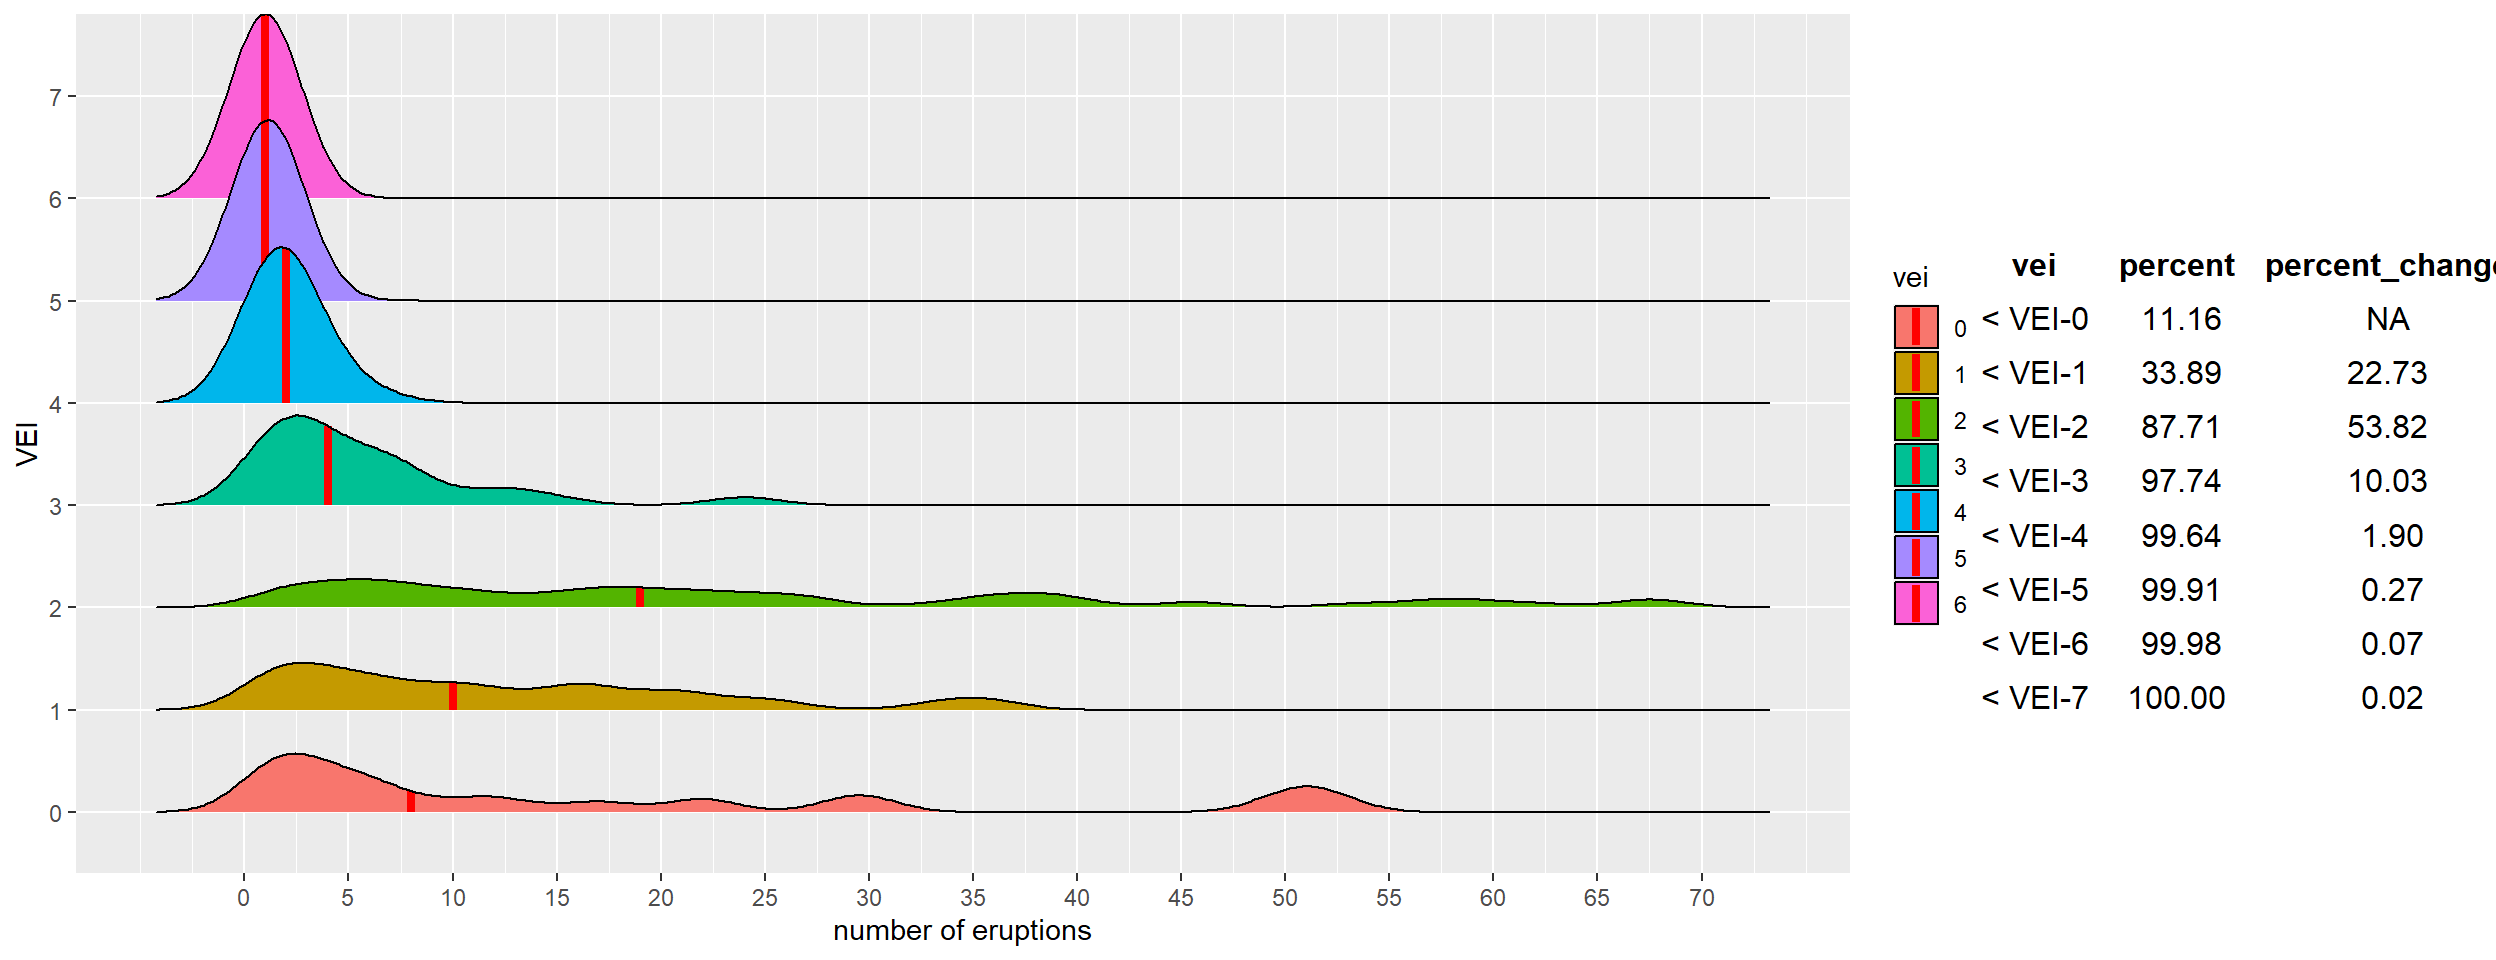 7
6
5
4
3
2
1
0
VEI
0 5 10 15 20 25 30 35 40 45 50 55 60 65 70
number of eruptions
vei
0
1
2
3
4
5
6
vei percent percent_change
< VEI-0 11.16 NA
< VEI-1 33.89 22.73
< VEI-2 87.71 53.82
< VEI-3 97.74 10.03
< VEI-4 99.64 1.90
< VEI-5 99.91 0.27
< VEI-6 99.98 0.07
< VEI-7 100.00 0.02